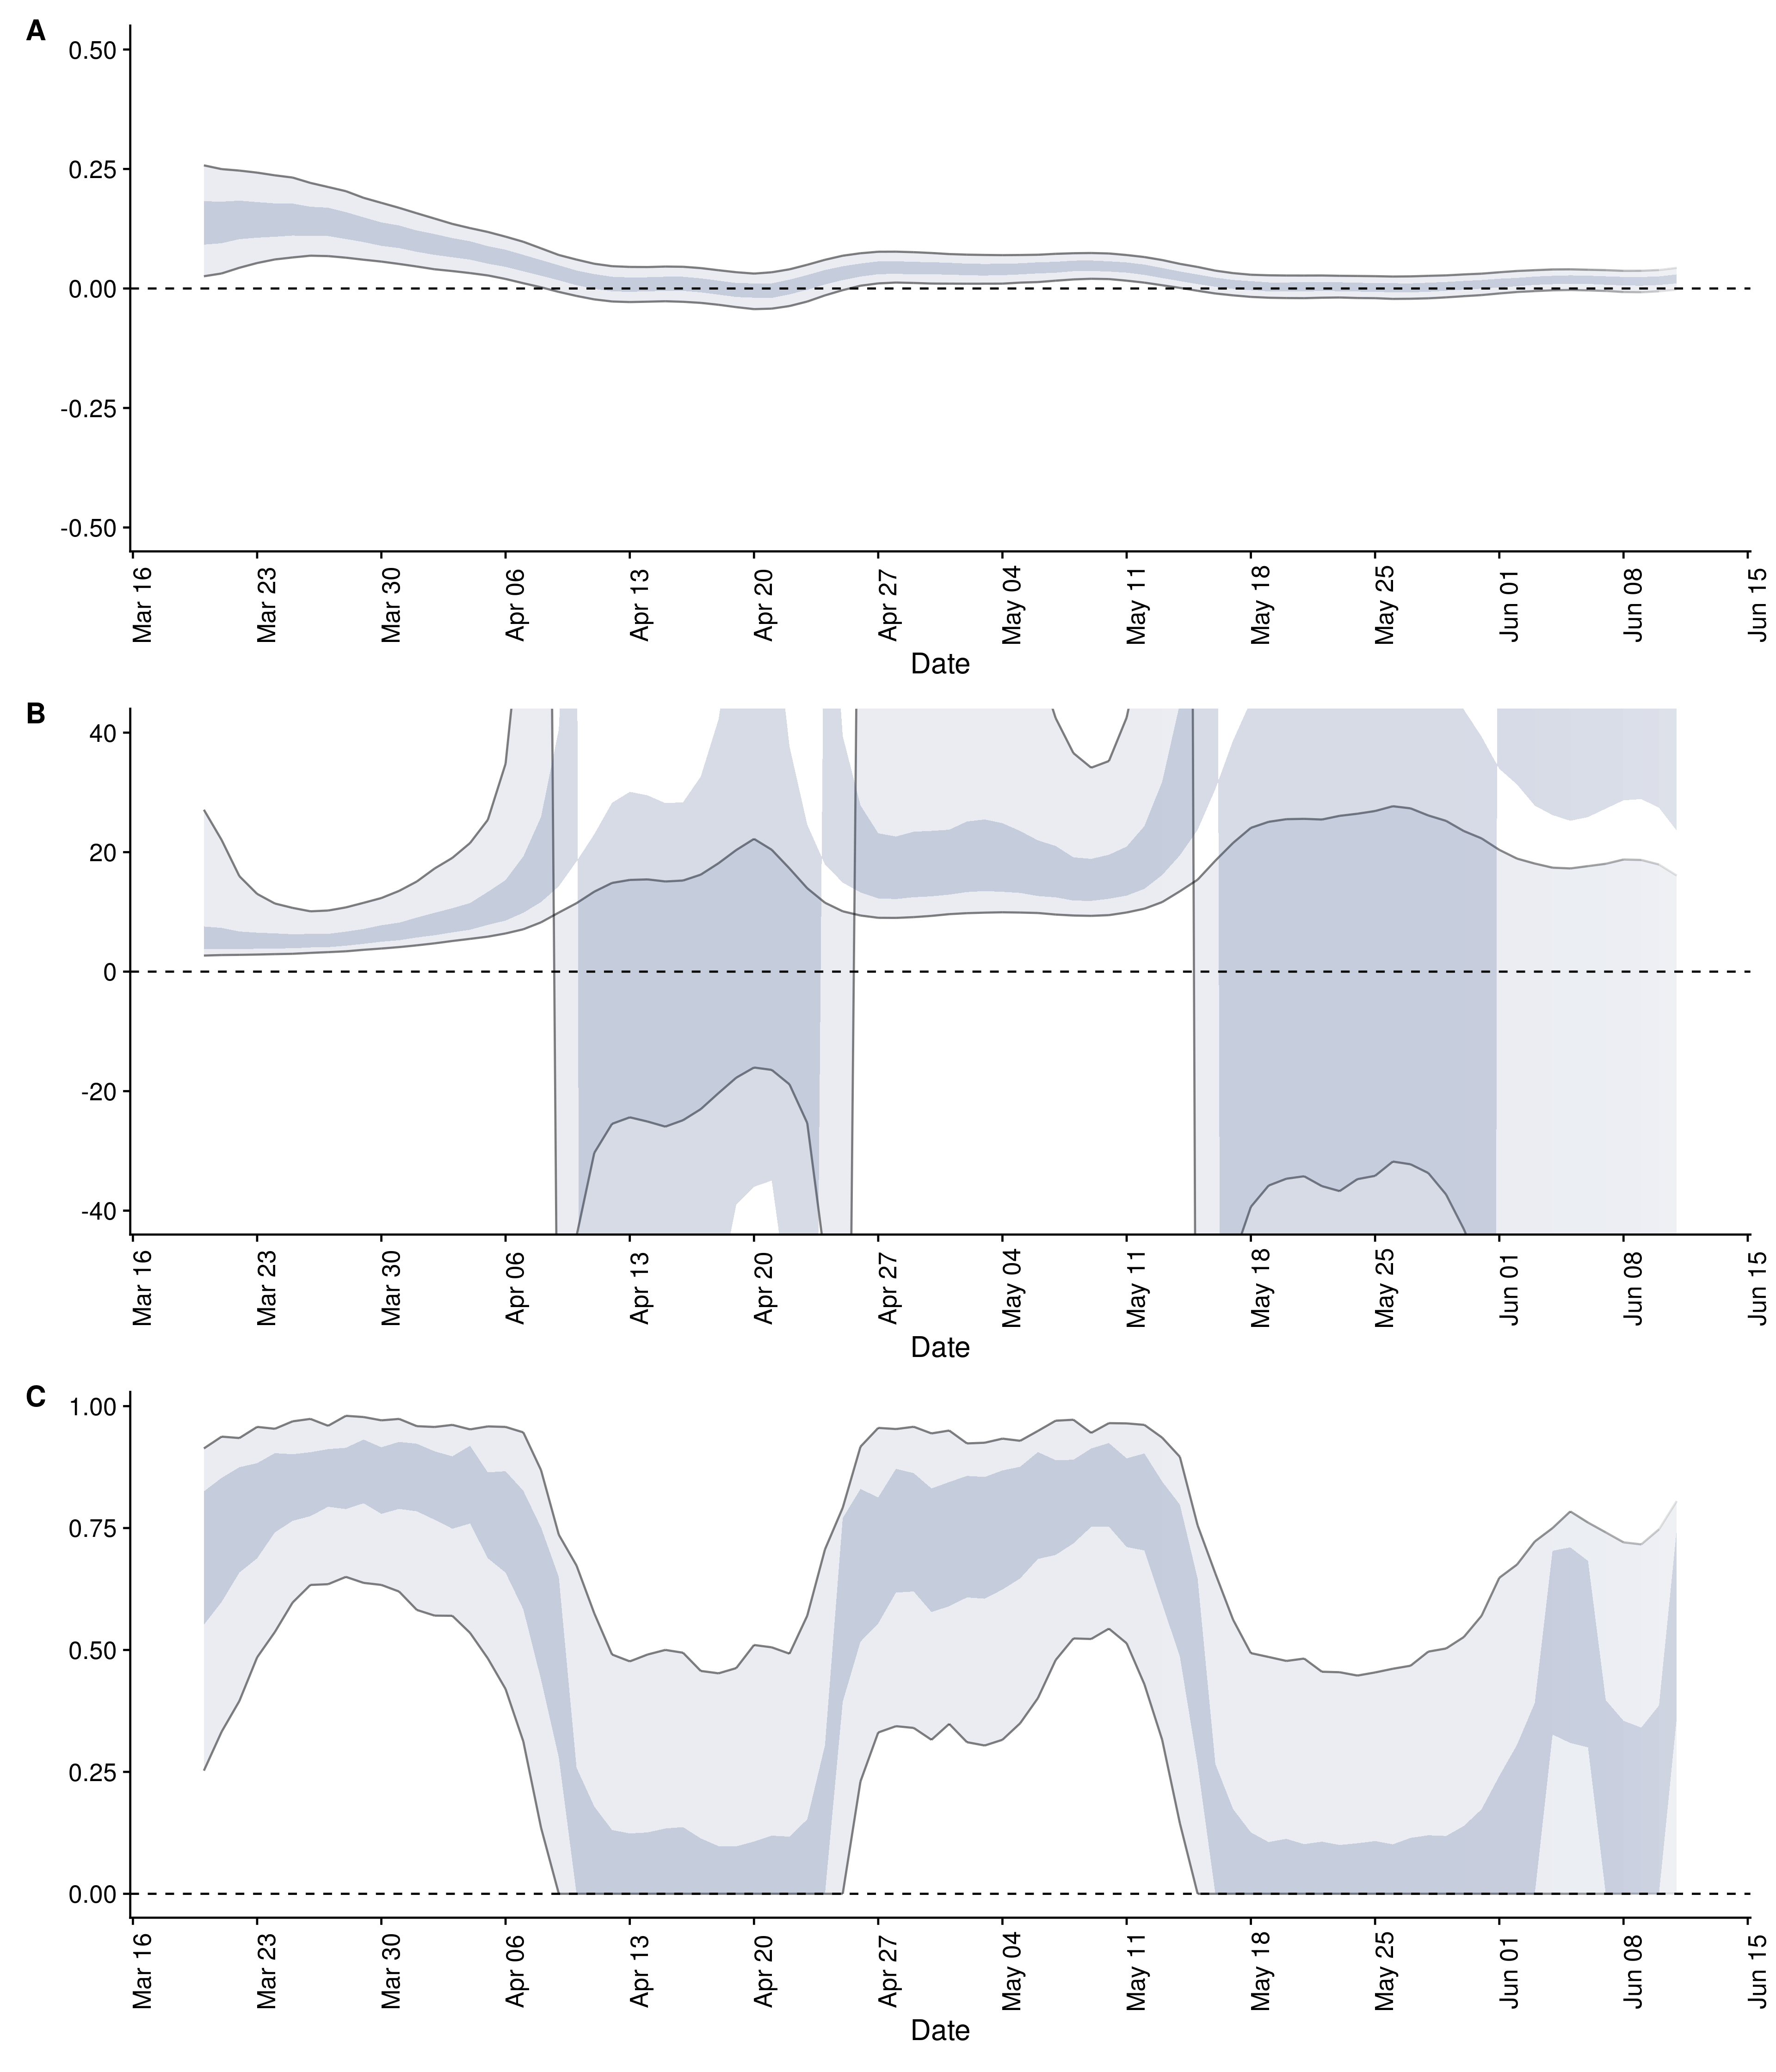 A
0.50
0.25
0.00
-0.25
-0.50
Mar 16
Mar 23
Mar 30
Apr 06
Apr 13
Apr 20
Apr 27
May 04
May 11
May 18
May 25
Jun 01
Jun 08
Jun 15
Date
B
40
20
0
-20
-40
Mar 16
Mar 23
Mar 30
Apr 06
Apr 13
Apr 20
Apr 27
May 04
May 11
May 18
May 25
Jun 01
Jun 08
Jun 15
Date
C
1.00
0.75
0.50
0.25
0.00
Mar 16
Mar 23
Mar 30
Apr 06
Apr 13
Apr 20
Apr 27
May 04
May 11
May 18
May 25
Jun 01
Jun 08
Jun 15
Date